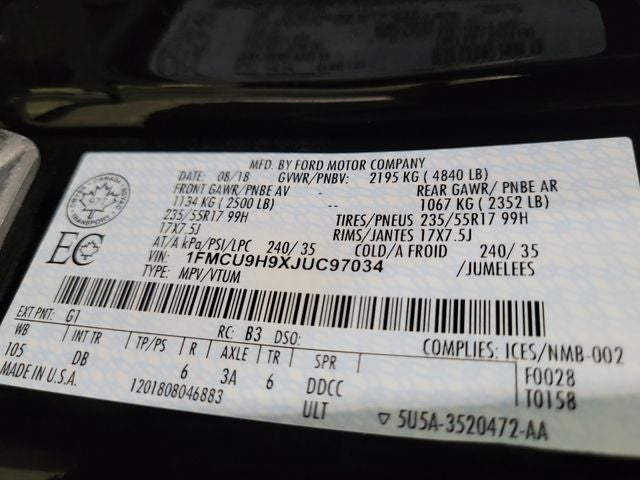 MFD. BY FORD MOTOR COMPANY
DATE: 08/18 GVWR/PNBV: 2195 KG ( 4840 LB)
FRONT GAWR/PNBE AV REAR GAWR/ PNBE AR
1134 KG ( 2500 LB) -- 1067 KG ( 2352 LB)
235/55R17 99H TIRES/PNEUS 235/55R17 99H
17X7.5J RIMS/JANTES 17X7.5J
AT/A kPa/PSI/LPC 240/ 35 COLD/A FROID 240/ 35
VIN: 1FMCU9H9XJUC97034 -- /JUMELEES
TYPE: MPV/VTUM
CANADA
TRANSPORT
977
EC
EXT PNT: G1 RC: B3 DSO: COMPLIES: ICES/NMB-002
WB INT TR TP/PS R AXLE TR SPR F0028
105 DB 6 3A 6 DDCC T0158
MADE IN U.S.A. 1201808046883 ULT ▽ 5U5A-3520472-AA